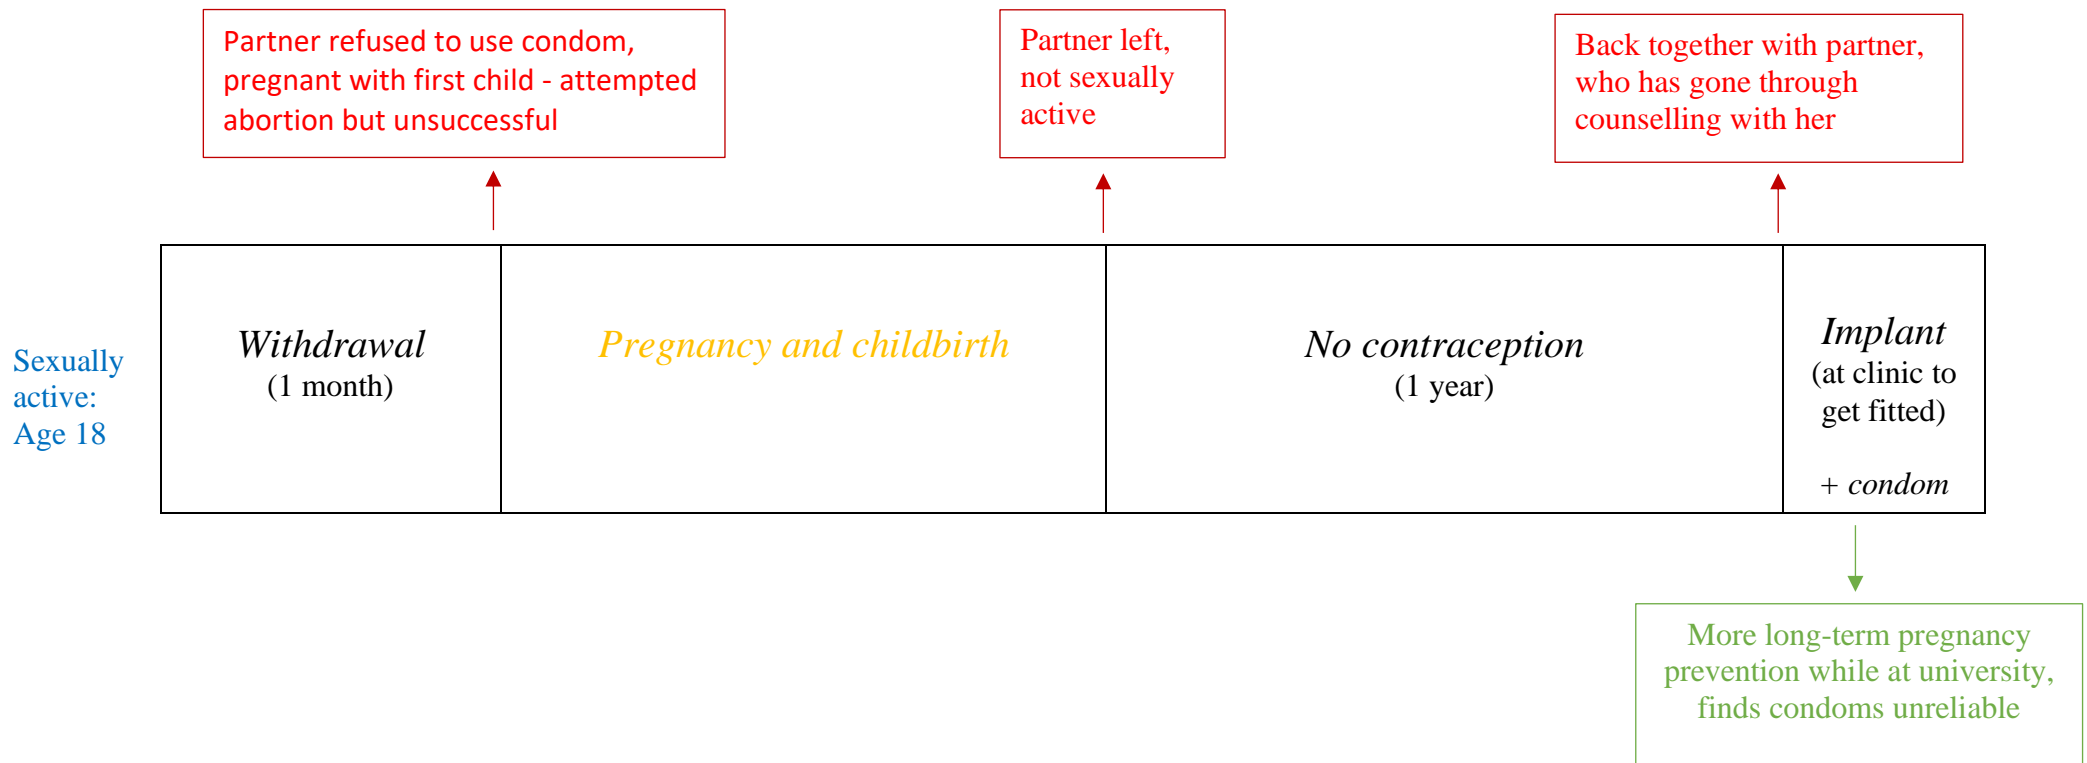 Partner refused to use condom,
pregnant with first child - attempted
abortion but unsuccessful
Partner left,
not sexually
active
Back together with partner,
who has gone through
counselling with her
Sexually
active:
Age 18
Withdrawal
(1 month)
Pregnancy and childbirth
No contraception
(1 year)
Implant
(at clinic to
get fitted)
+ condom
More long-term pregnancy
prevention while at university,
finds condoms unreliable